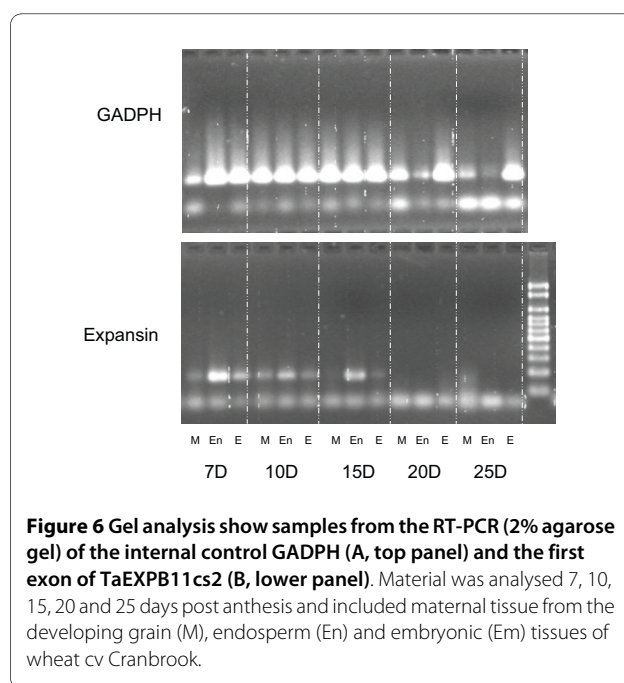 GADPH
Expansin
M En E M En E M En E M En E M En E
7D 10D 15D 20D 25D
Figure 6 Gel analysis show samples from the RT-PCR (2% agarose
gel) of the internal control GADPH (A, top panel) and the first
exon of TaEXPB11cs2 (B, lower panel). Material was analysed 7, 10,
15, 20 and 25 days post anthesis and included maternal tissue from the
developing grain (M), endosperm (En) and embryonic (Em) tissues of
wheat cv Cranbrook.